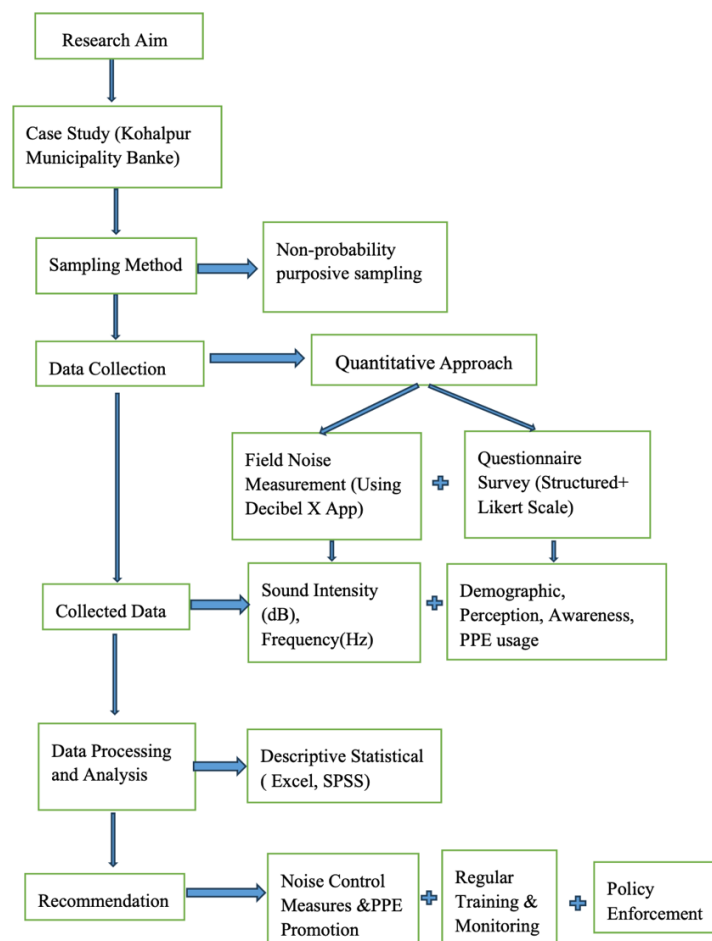 Research Aim
Case Study (Kohalpur
Municipality Banke)
Sampling Method
Non-probability
purposive sampling
Data Collection
Quantitative Approach
Field Noise
Measurement (Using
Decibel X App)
Questionnaire
Survey (Structured+
Likert Scale)
Collected Data
Sound Intensity
(dB),
Frequency(Hz)
Demographic,
Perception, Awareness,
PPE usage
Data Processing
and Analysis
Descriptive Statistical
( Excel, SPSS)
Recommendation
Noise Control
Measures &PPE
Promotion
Regular
Training &
Monitoring
Policy
Enforcement